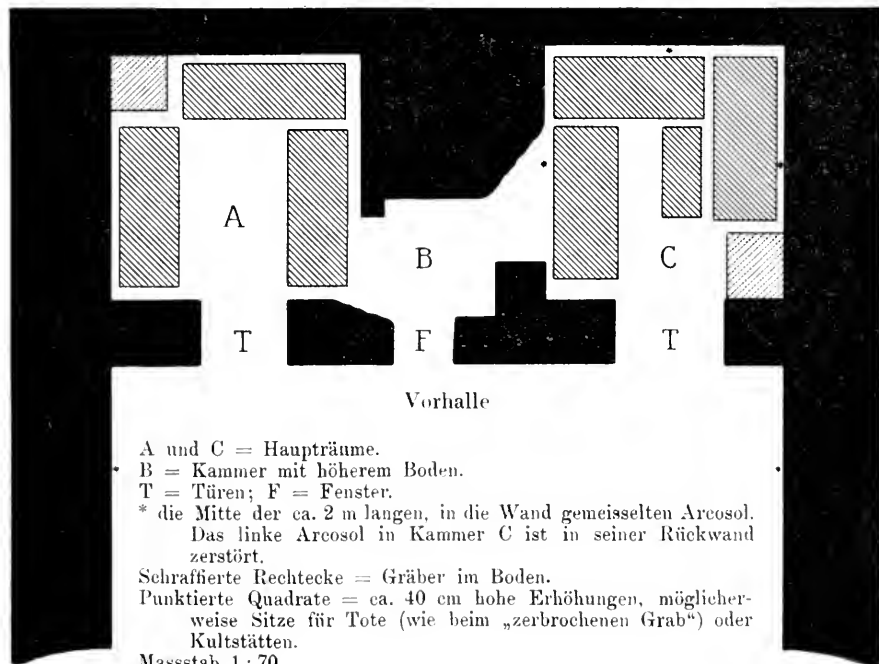 A
B
C
T
F
T
Vorhalle
A und C = Haupträume.
B = Kammer mit höherem Boden.
T = Türen; F = Fenster.
* die Mitte der ca. 2 m langen, in die Wand gemeisselten Arcosol.
Das linke Arcosol in Kammer C ist in seiner Rückwand
zerstört.
Schraffierte Rechtecke = Gräber im Boden.
Punktierte Quadrate = ca. 40 cm hohe Erhöhungen, möglicher-
weise Sitze für Tote (wie beim „zerbrochenen Grab“) oder
Kultstätten.
Massstab 1 : 70